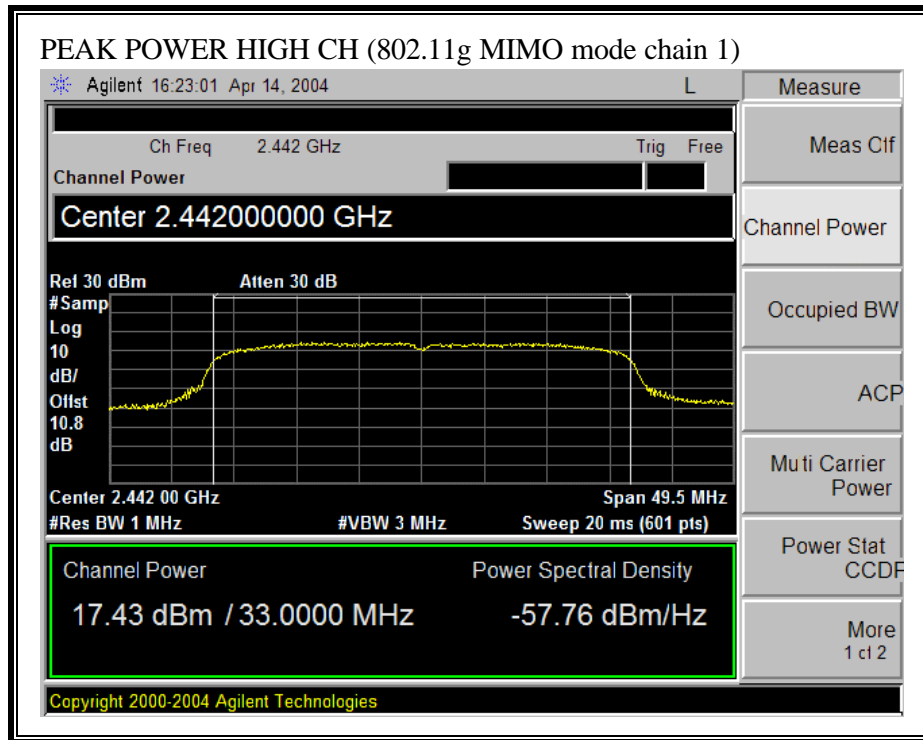 PEAK POWER HIGH CH (802.11g MIMO mode chain 1)
Agilent 16:23:01 Apr 14, 2004 L Measure
Ch Freq 2.442 GHz Trig Free
Meas Off
Channel Power
Center 2.442000000 GHz
Channel Power
Ref 30 dBm Atten 30 dB
#Samp
Log
10
dB/
Offst
10.8
dB
Occupied BW
ACP
Muti Carrier
Power
Center 2.442 00 GHz Span 49.5 MHz
#Res BW 1 MHz #VBW 3 MHz Sweep 20 ms (601 pts)
Power Stat
CCDF
Channel Power Power Spectral Density
17.43 dBm / 33.0000 MHz -57.76 dBm/Hz
More
1 of 2
Copyright 2000-2004 Agilent Technologies